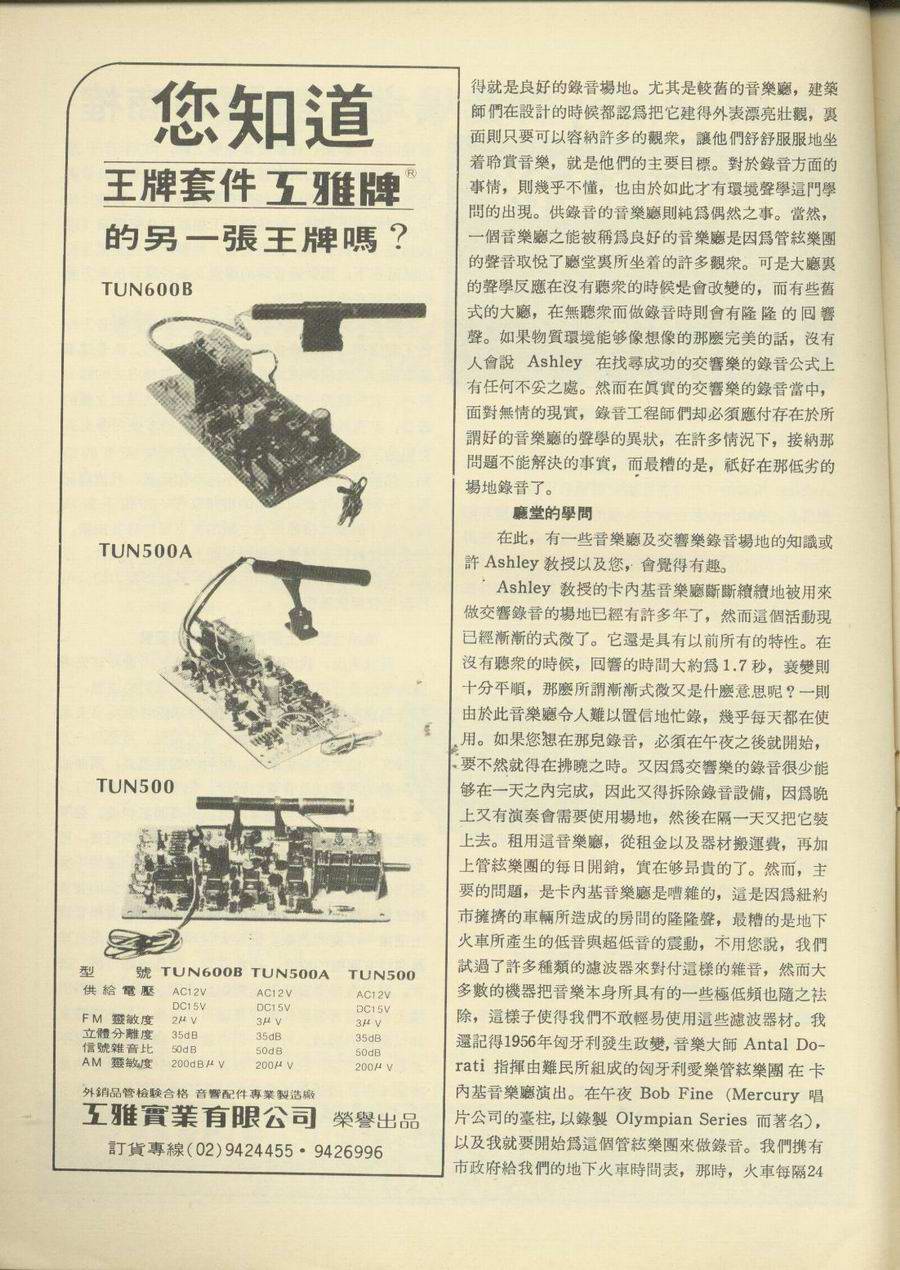 您知道
王牌套件工雅牌®
的另一張王牌嗎？
TUN600B
TUN500A
TUN500
型 號 TUN600B TUN500A TUN500
供給電壓 AC12V AC12V AC12V
DC15V DC15V DC15V
FM 靈敏度 2μV 3μV 3μV
立體分離度 35dB 35dB 35dB
信號雜音比 50dB 50dB 50dB
AM 靈敏度 200dBμV 200μV 200μV
外銷品管檢驗合格 音響配件專業製造廠
工雅實業有限公司 榮譽出品
訂貨專線(02)9424455・9426996
得就是良好的錄音場地。尤其是較舊的音樂廳，建築
師們在設計的時候都認爲把它建得外表漂亮壯觀，裏
面則只要可以容納許多的觀衆，讓他們舒舒服服地坐
着聆賞音樂，就是他們的主要目標。對於錄音方面的
事情，則幾乎不懂，也由於如此才有環境聲學這門學
問的出現。供錄音的音樂廳則純爲偶然之事。當然，
一個音樂廳之能被稱爲良好的音樂廳是因爲管絃樂團
的聲音取悅了廳堂裏所坐着的許多觀衆。可是大廳裏
的聲學反應在沒有聽衆的時候是會改變的，而有些舊
式的大廳，在無聽衆而做錄音時則會有隆隆的囘響
聲。如果物質環境能够像想像的那麼完美的話，沒有
人會說 Ashley 在找尋成功的交響樂的錄音公式上
有任何不妥之處。然而在眞實的交響樂的錄音當中，
面對無情的現實，錄音工程師們却必須應付存在於所
謂好的音樂廳的聲學的異狀，在許多情況下，接納那
問題不能解決的事實，而最糟的是，祇好在那低劣的
場地錄音了。
廳堂的學問
在此，有一些音樂廳及交響樂錄音場地的知識或
許 Ashley 教授以及您，會覺得有趣。
Ashley 教授的卡內基音樂廳斷斷續續地被用來
做交響錄音的場地已經有許多年了，然而這個活動現
已經漸漸的式微了。它還是具有以前所有的特性。在
沒有聽衆的時候，囘響的時間大約爲1.7秒，衰變則
十分平順，那麼所謂漸漸式微又是什麼意思呢？一則
由於此音樂廳令人難以置信地忙錄，幾乎每天都在使
用。如果您想在那兒錄音，必須在午夜之後就開始，
要不然就得在拂曉之時。又因爲交響樂的錄音很少能
够在一天之內完成，因此又得拆除錄音設備，因爲晚
上又有演奏會需要使用場地，然後在隔一天又把它裝
上去。租用這音樂廳，從租金以及器材搬運費，再加
上管絃樂團的每日開銷，實在够昂貴的了。然而，主
要的問題，是卡內基音樂廳是嘈雜的，這是因爲紐約
市擁擠的車輛所造成的房間的隆隆聲，最糟的是地下
火車所產生的低音與超低音的震動，不用您說，我們
試過了許多種類的濾波器來對付這樣的雜音，然而大
多數的機器把音樂本身所具有的一些極低頻也隨之祛
除，這樣子使得我們不敢輕易使用這些濾波器材。我
還記得1956年匈牙利發生政變，音樂大師 Antal Do-
rati 指揮由難民所組成的匈牙利愛樂管絃樂團在卡
內基音樂廳演出。在午夜 Bob Fine (Mercury 唱
片公司的臺柱，以錄製 Olympian Series 而著名)，
以及我就要開始爲這個管絃樂團來做錄音。我們携有
市政府給我們的地下火車時間表，那時，火車每隔24